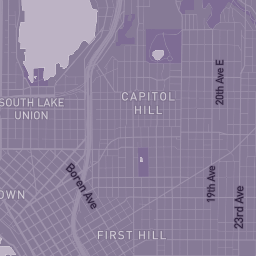 20th Ave E
SOUTH LAKE
UNION
CAPITOL
HILL
Boren Ave
19th Ave
23rd Ave
OWN
FIRST HILL